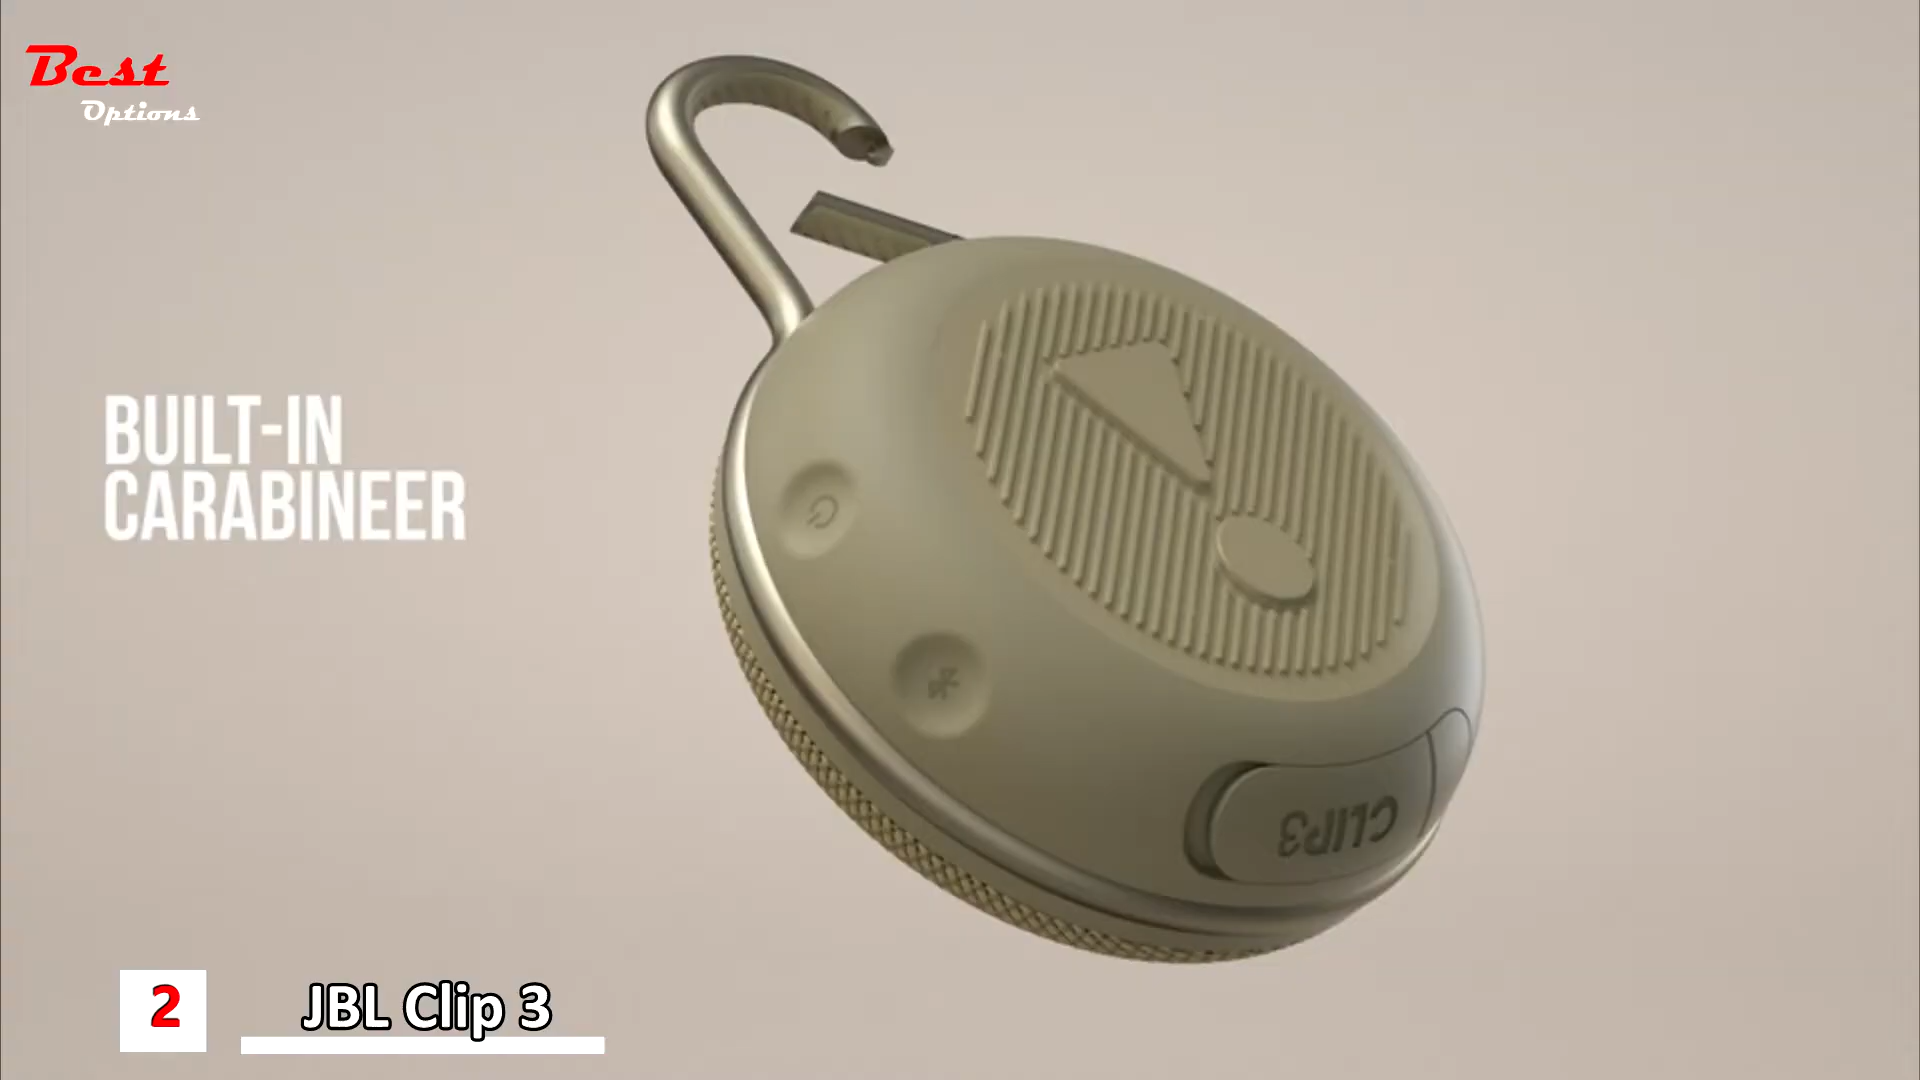 Best
Options
BUILT-IN
CARABINEER
CLIP3
2
JBL Clip 3